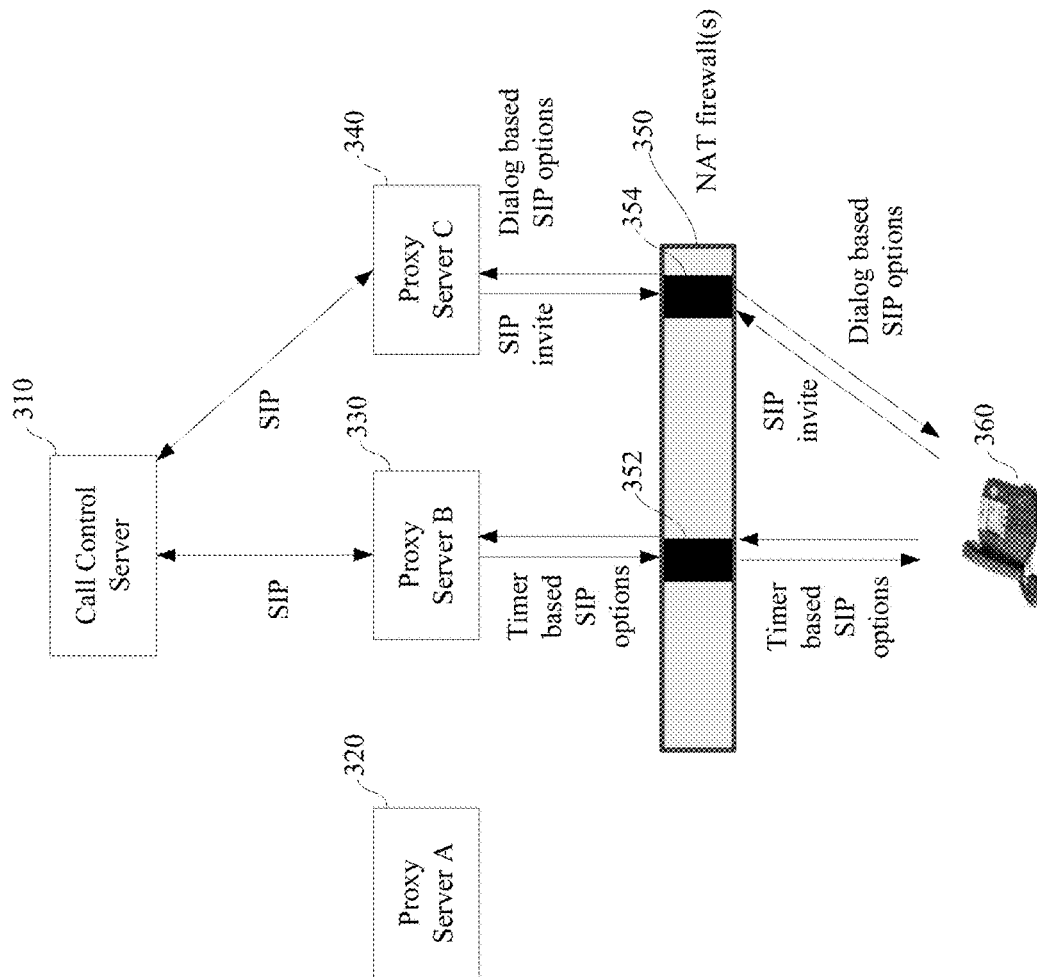 310
Call Control
Server
SIP
SIP
320
Proxy
Server A
330
Proxy
Server B
340
Proxy
Server C
Timer
based
SIP
options
SIP
invite
Dialog based
SIP options
352
354
350
NAT firewall(s)
Timer
based
SIP
options
SIP
invite
Dialog based
SIP options
360